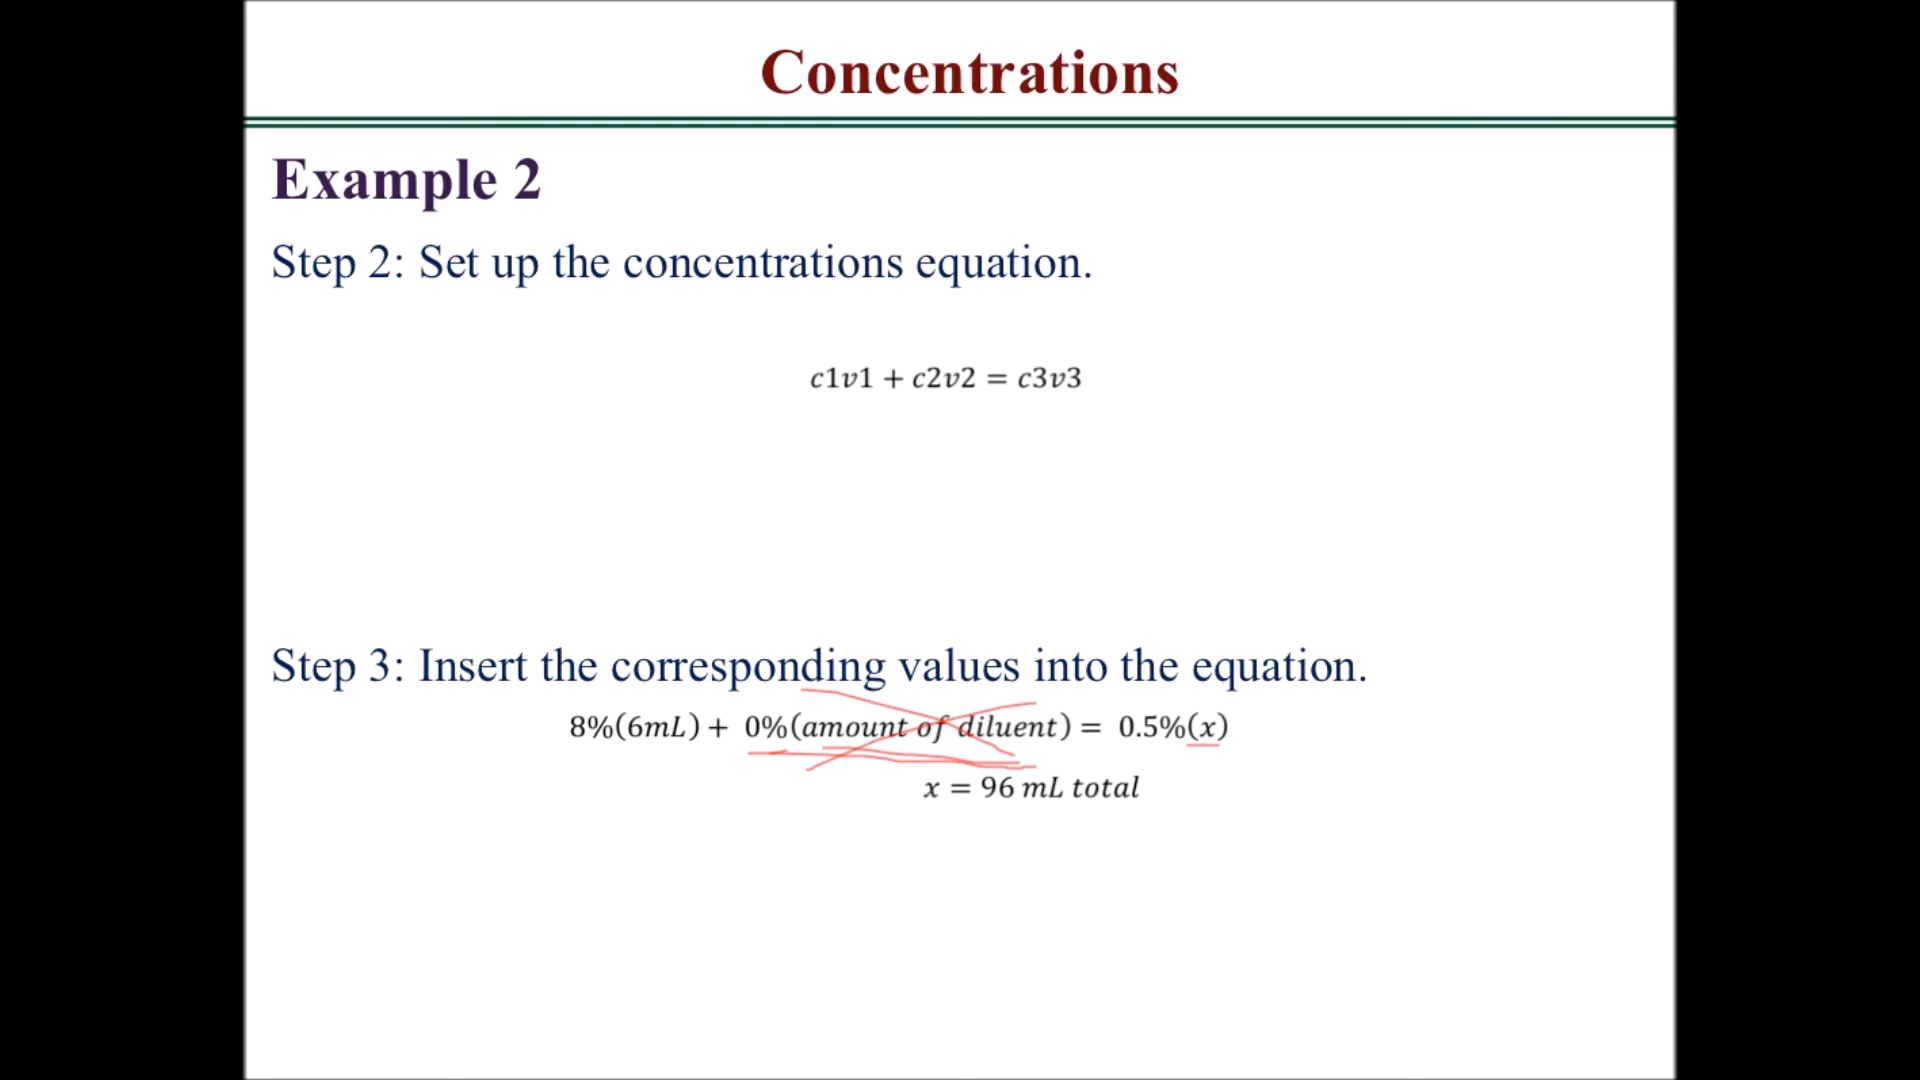 Concentrations
Example 2
Step 2: Set up the concentrations equation.
c1v1 + c2v2 = c3v3
Step 3: Insert the corresponding values into the equation.
8%(6mL) + 0%(amount of diluent) = 0.5%(x)
x = 96 mL total